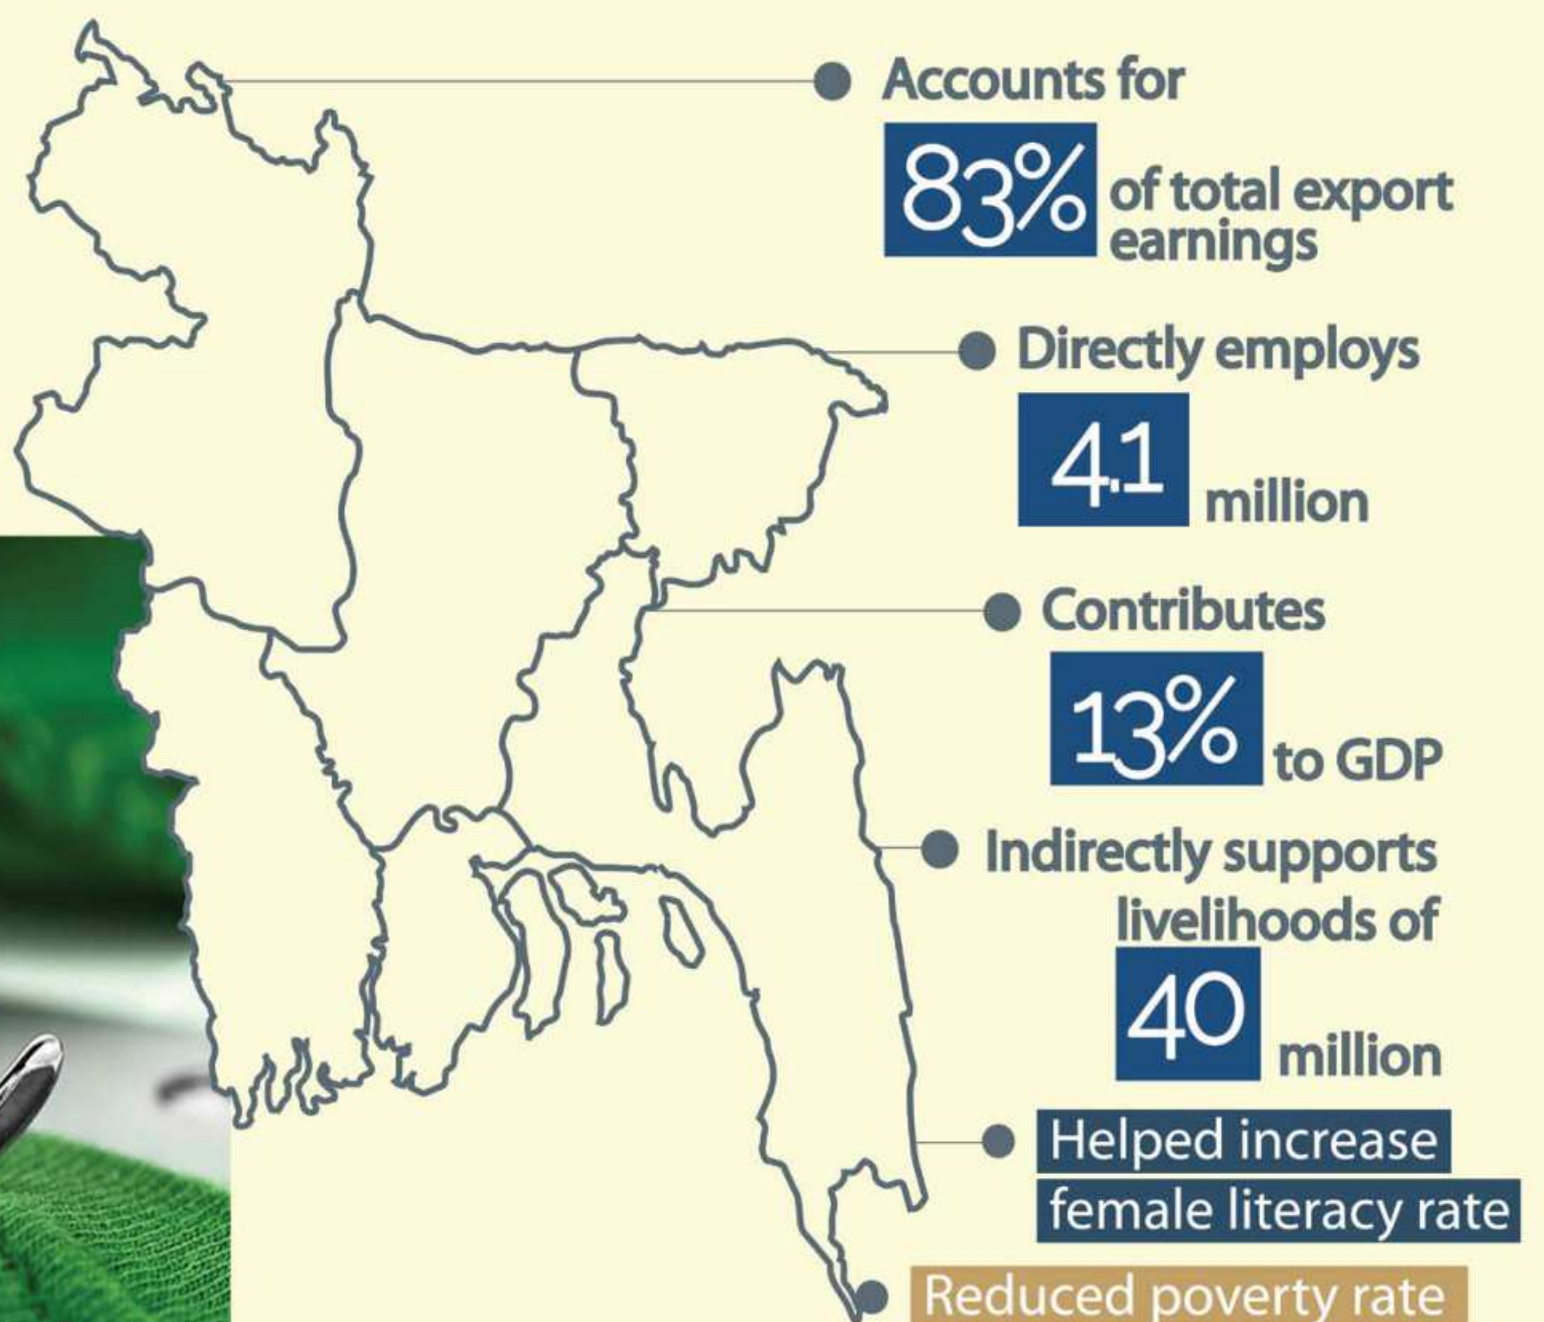 Accounts for
83% of total export
earnings
Directly employs
4.1 million
Contributes
13% to GDP
Indirectly supports
livelihoods of
40 million
Helped increase
female literacy rate
Reduced poverty rate